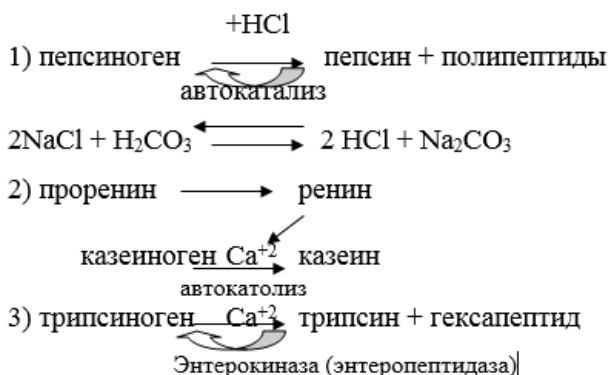 +HCl
1) пепсиноген пепсин + полипептиды
автокатализ
2NaCl + H₂CO₃ 2 HCl + Na₂CO₃
2) проренин ренин
казеиноген Ca⁺² казеин
автокатолиз
3) трипсиноген Ca⁺² трипсин + гексапептид
Энтерокиназа (энтеропептидаза)